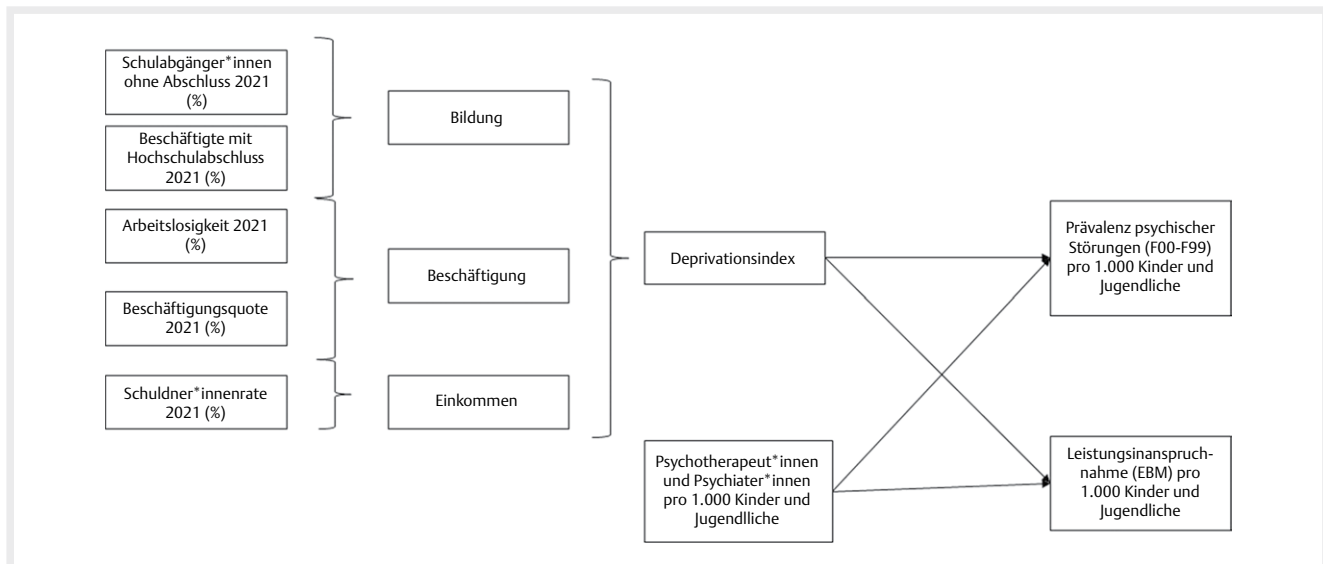 Schulabgänger*innen
ohne Abschluss 2021
(%)
Beschäftigte mit
Hochschulabschluss
2021 (%)
Arbeitslosigkeit 2021
(%)
Beschäftigungsquote
2021 (%)
Schuldner*innenrate
2021 (%)
Bildung
Beschäftigung
Einkommen
Deprivationsindex
Psychotherapeut*innen
und Psychiater*innen
pro 1.000 Kinder und
Jugendlliche
Prävalenz psychischer
Störungen (F00-F99)
pro 1.000 Kinder und
Jugendliche
Leistungsinanspruch-
nahme (EBM) pro
1.000 Kinder und
Jugendliche